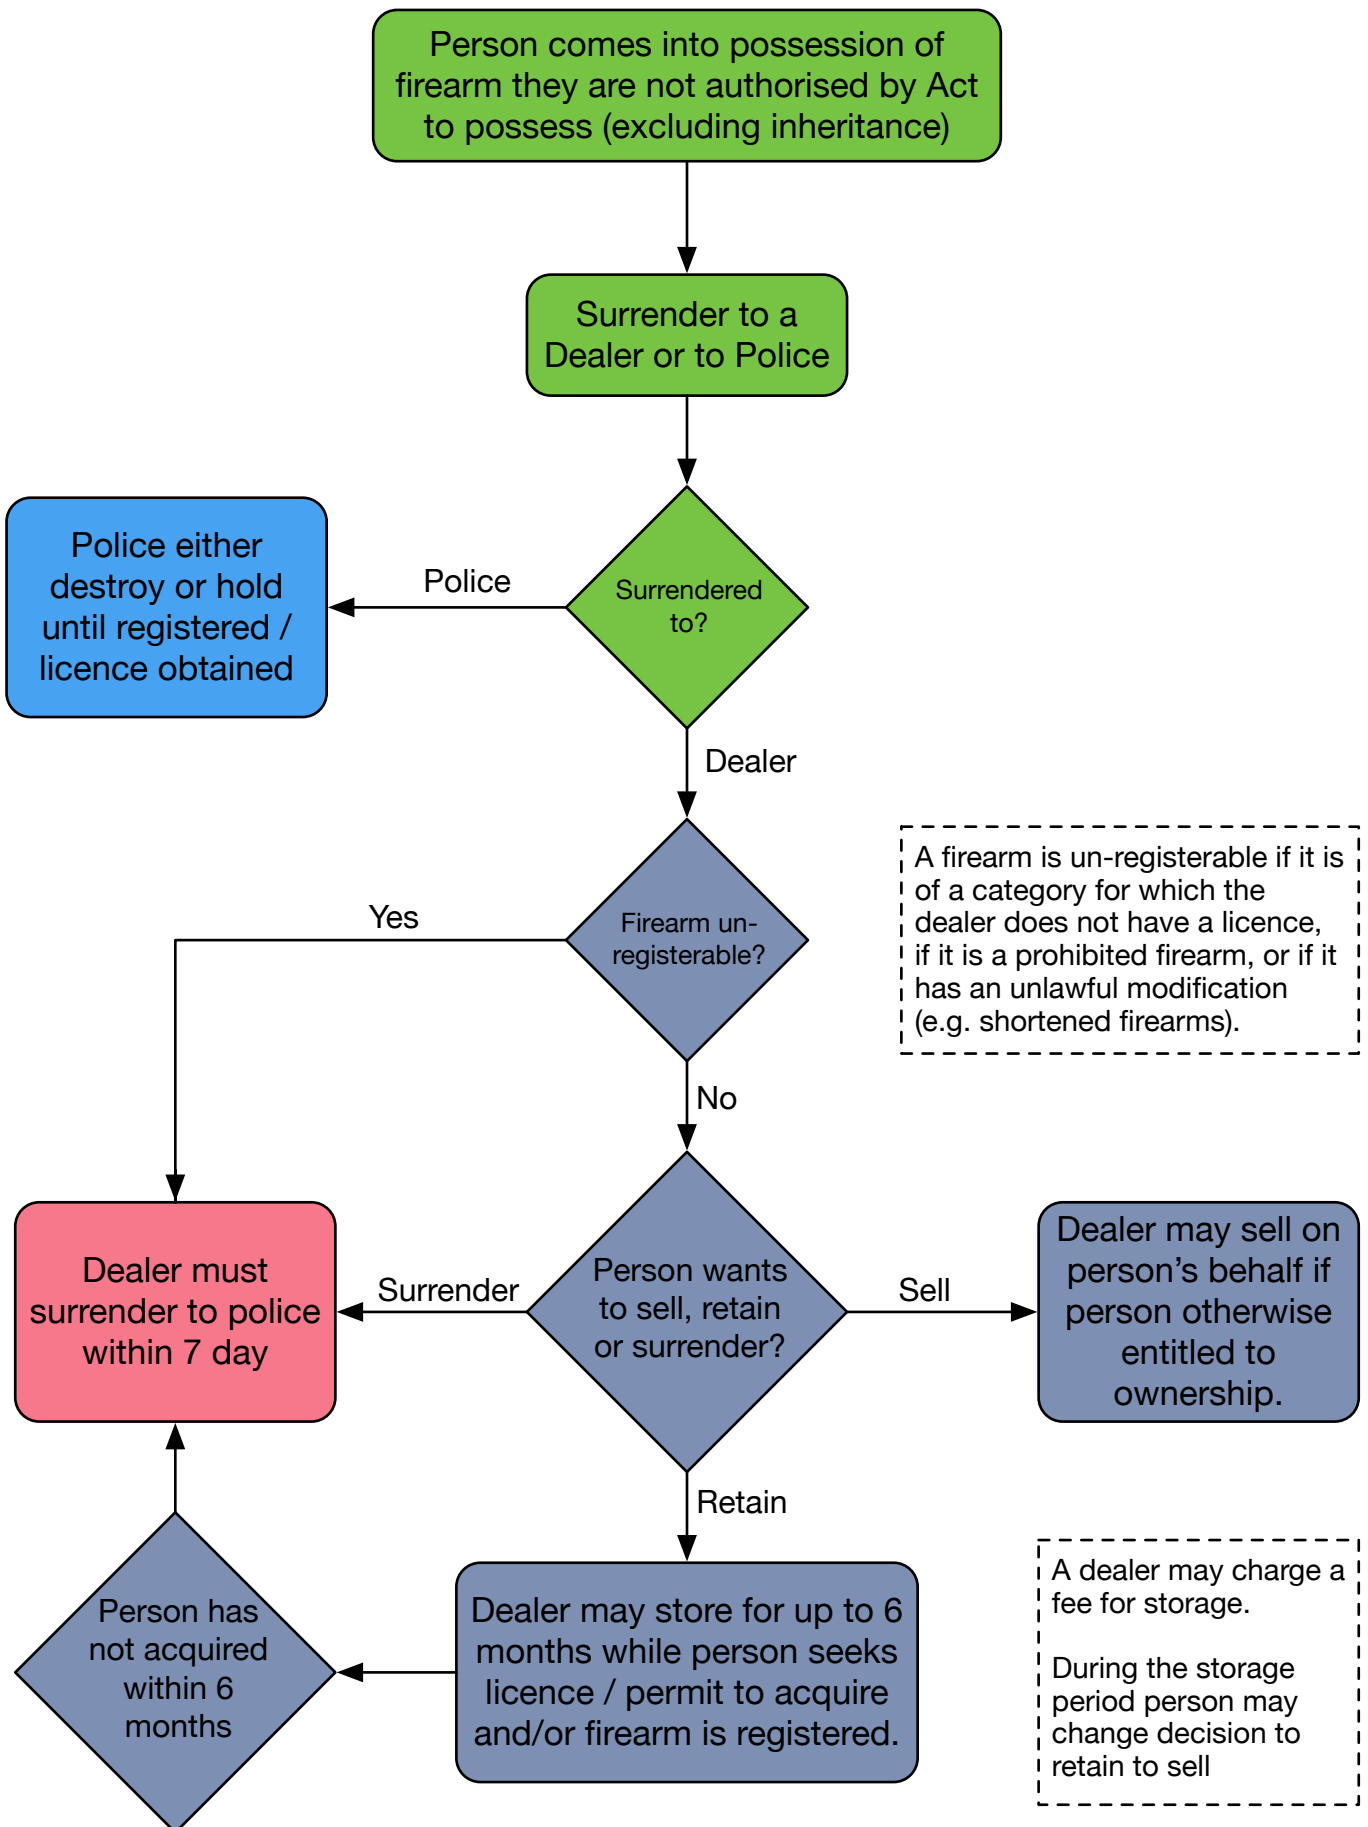 Person comes into possession of
firearm they are not authorised by Act
to possess (excluding inheritance)
Surrender to a
Dealer or to Police
Police either
destroy or hold
until registered /
licence obtained
Police
Surrendered
to?
Dealer
A firearm is un-registerable if it is
of a category for which the
dealer does not have a licence,
if it is a prohibited firearm, or if it
has an unlawful modification
(e.g. shortened firearms).
Yes
Firearm un-
registerable?
No
Dealer must
surrender to police
within 7 day
Surrender
Person wants
to sell, retain
or surrender?
Sell
Dealer may sell on
person’s behalf if
person otherwise
entitled to
ownership.
Retain
Person has
not acquired
within 6
months
Dealer may store for up to 6
months while person seeks
licence / permit to acquire
and/or firearm is registered.
A dealer may charge a
fee for storage.
During the storage
period person may
change decision to
retain to sell